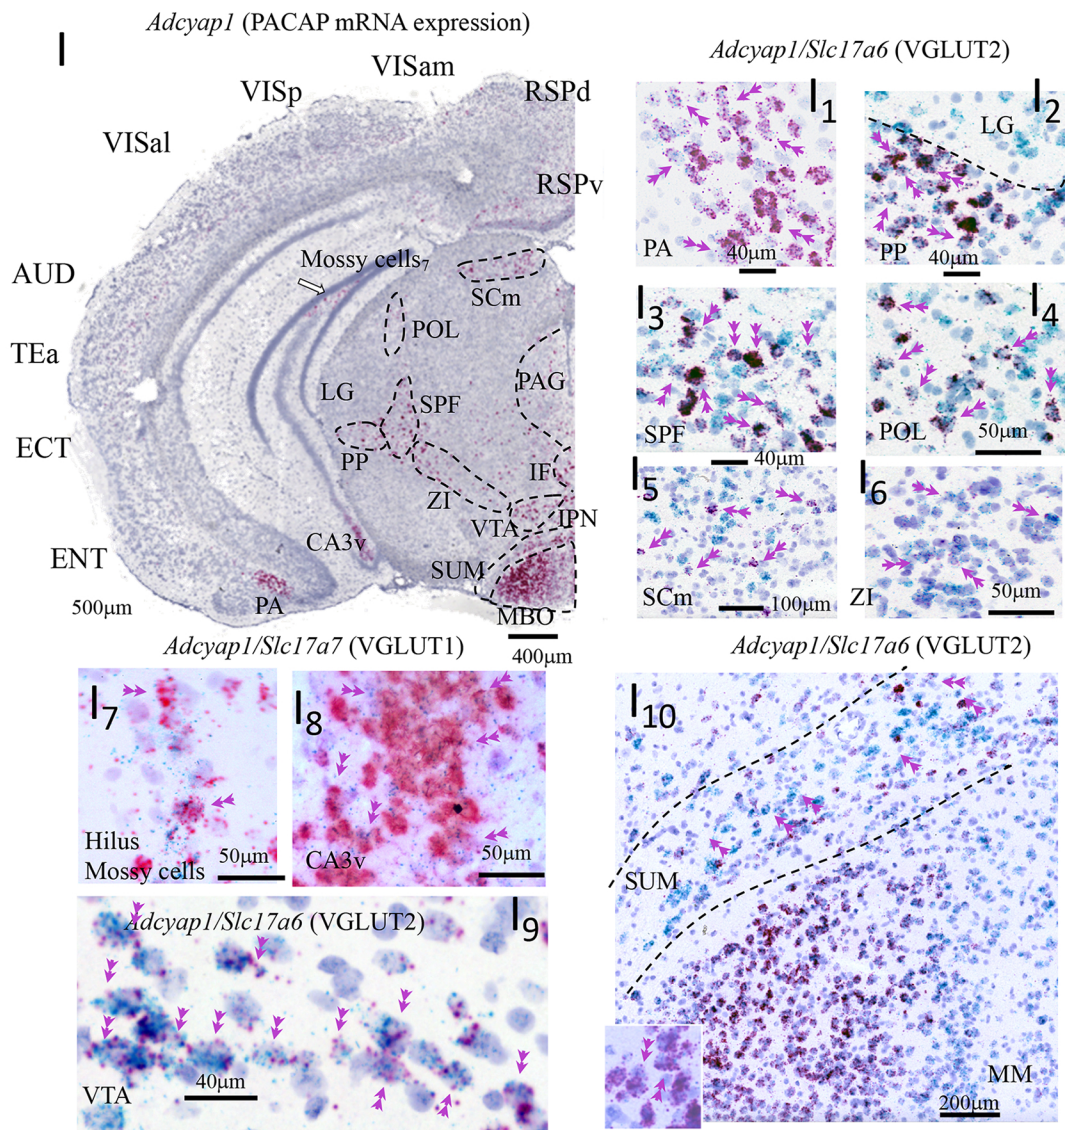 Adcyap1 (PACAP mRNA expression)
I
VISam
VISp
RSPd
VISal
RSPv
AUD
Mossy cells₇
SCm
TEa
POL
PAG
LG
SPF
ECT
PP
IF
ZI
VTA
IPN
CA3v
ENT
SUM
PA
500µm
MBO
400µm
Adcyap1/Slc17a6 (VGLUT2)
I1
PA
40µm
I2
LG
PP
40µm
I3
SPF
40µm
I4
POL
50µm
I5
SCm
100µm
I6
ZI
50µm
Adcyap1/Slc17a7 (VGLUT1)
I7
Hilus
Mossy cells
50µm
I8
CA3v
50µm
Adcyap1/Slc17a6 (VGLUT2)
I9
VTA
40µm
Adcyap1/Slc17a6 (VGLUT2)
I10
SUM
MM
200µm